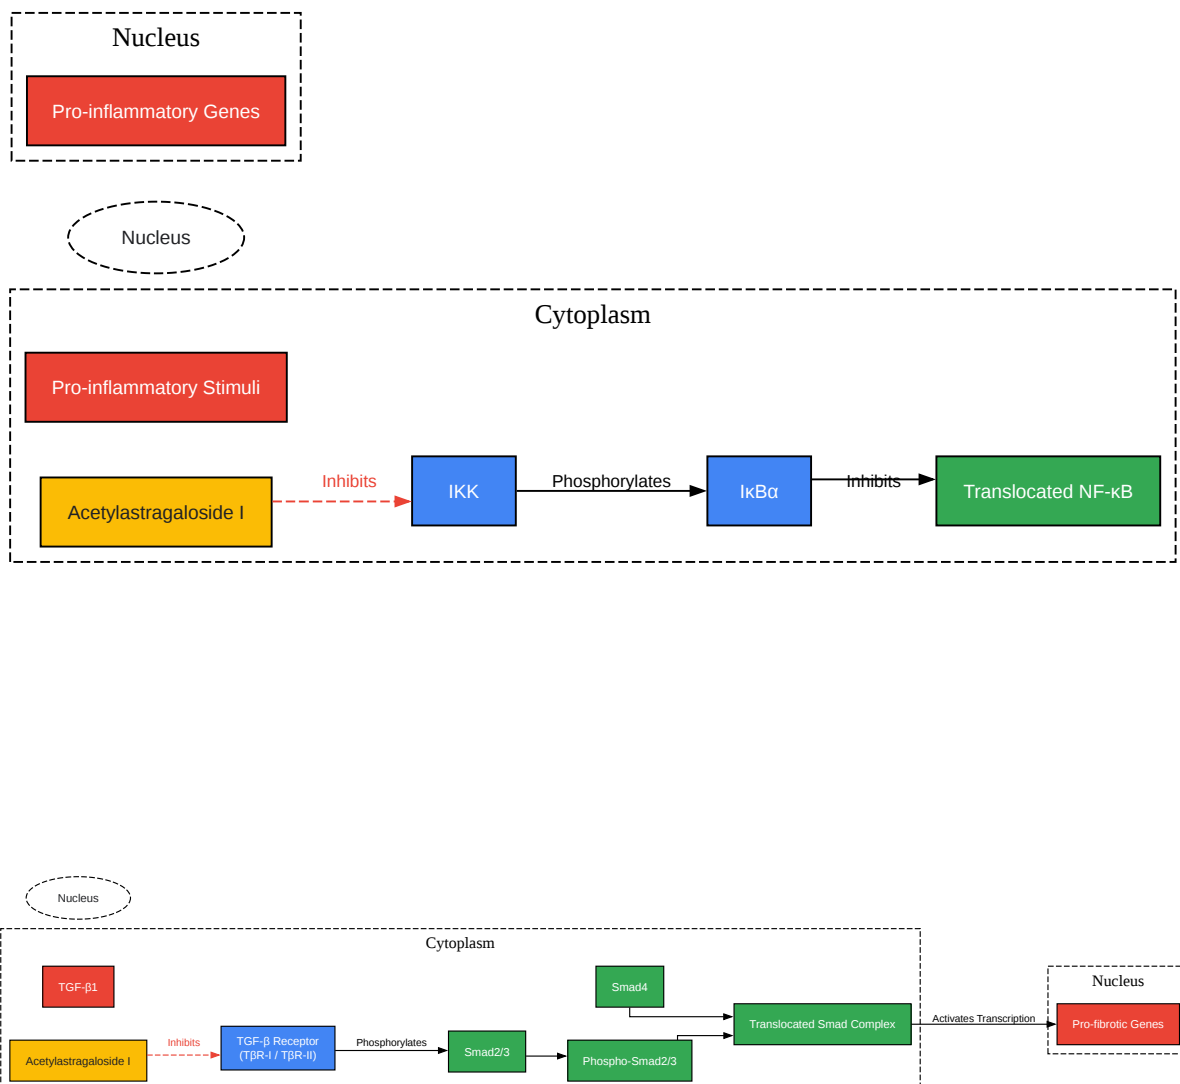 Nucleus
Pro-inflammatory Genes
Nucleus
Cytoplasm
Pro-inflammatory Stimuli
Acetylastragaloside I
Inhibits
IKK
Phosphorylates
IκBα
Inhibits
Translocated NF-κB
Nucleus
Cytoplasm
TGF-β1
Smad4
Acetylastragaloside I
Inhibits
TGF-β Receptor
(TβR-I / TβR-II)
Phosphorylates
Smad2/3
Phospho-Smad2/3
Translocated Smad Complex
Activates Transcription
Nucleus
Pro-fibrotic Genes